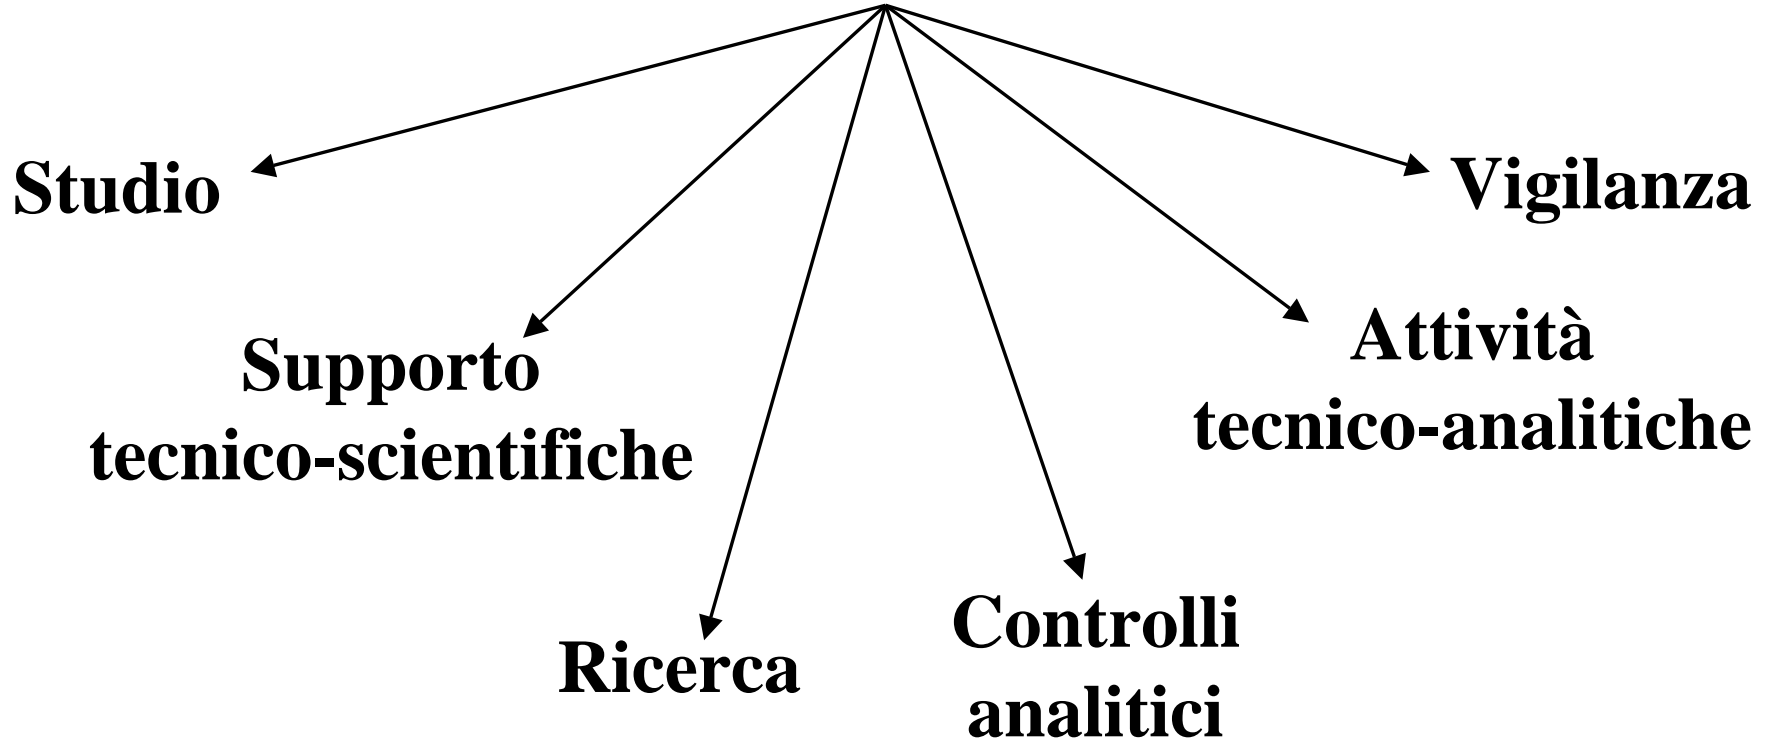 Studio
Vigilanza
Supporto
tecnico-scientifiche
Attività
tecnico-analitiche
Ricerca
Controlli
analitici